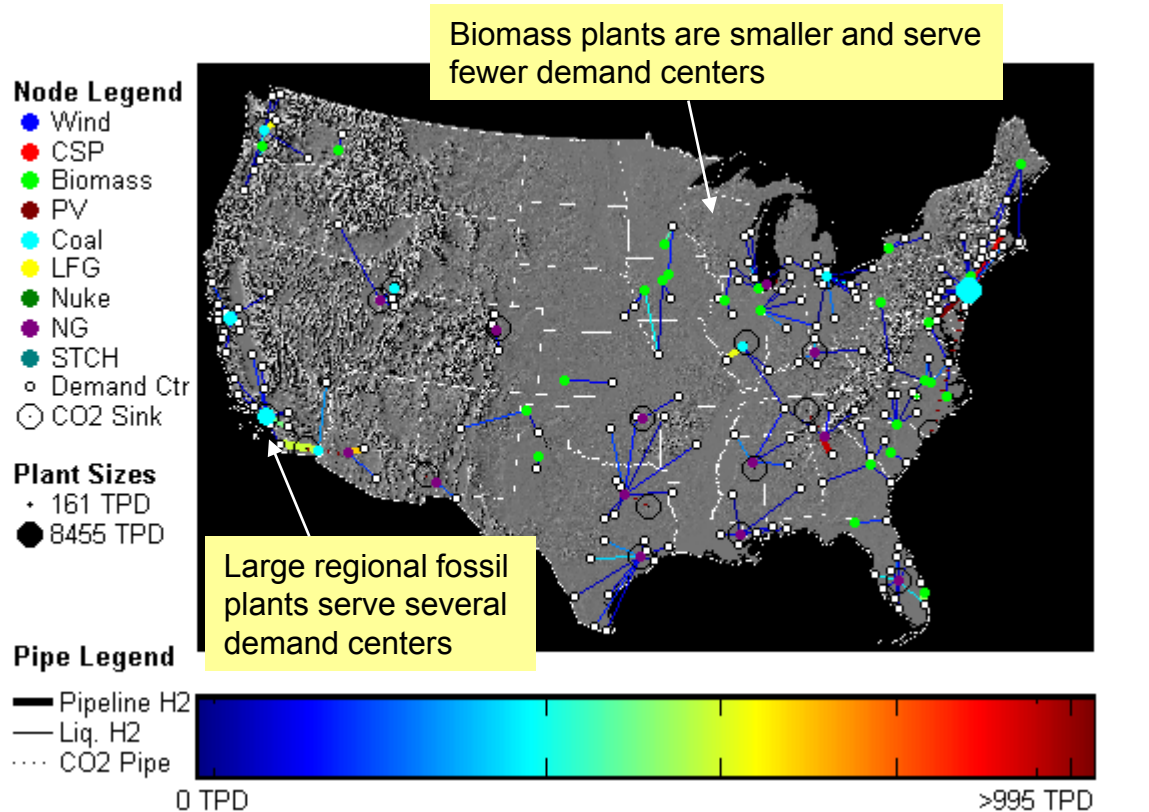 Biomass plants are smaller and serve
fewer demand centers
Node Legend
Wind
CSP
Biomass
PV
Coal
LFG
Nuke
NG
STCH
Demand Ctr
CO2 Sink
Plant Sizes
161 TPD
8455 TPD
Large regional fossil
plants serve several
demand centers
Pipe Legend
Pipeline H2
Liq. H2
CO2 Pipe
0 TPD
>995 TPD